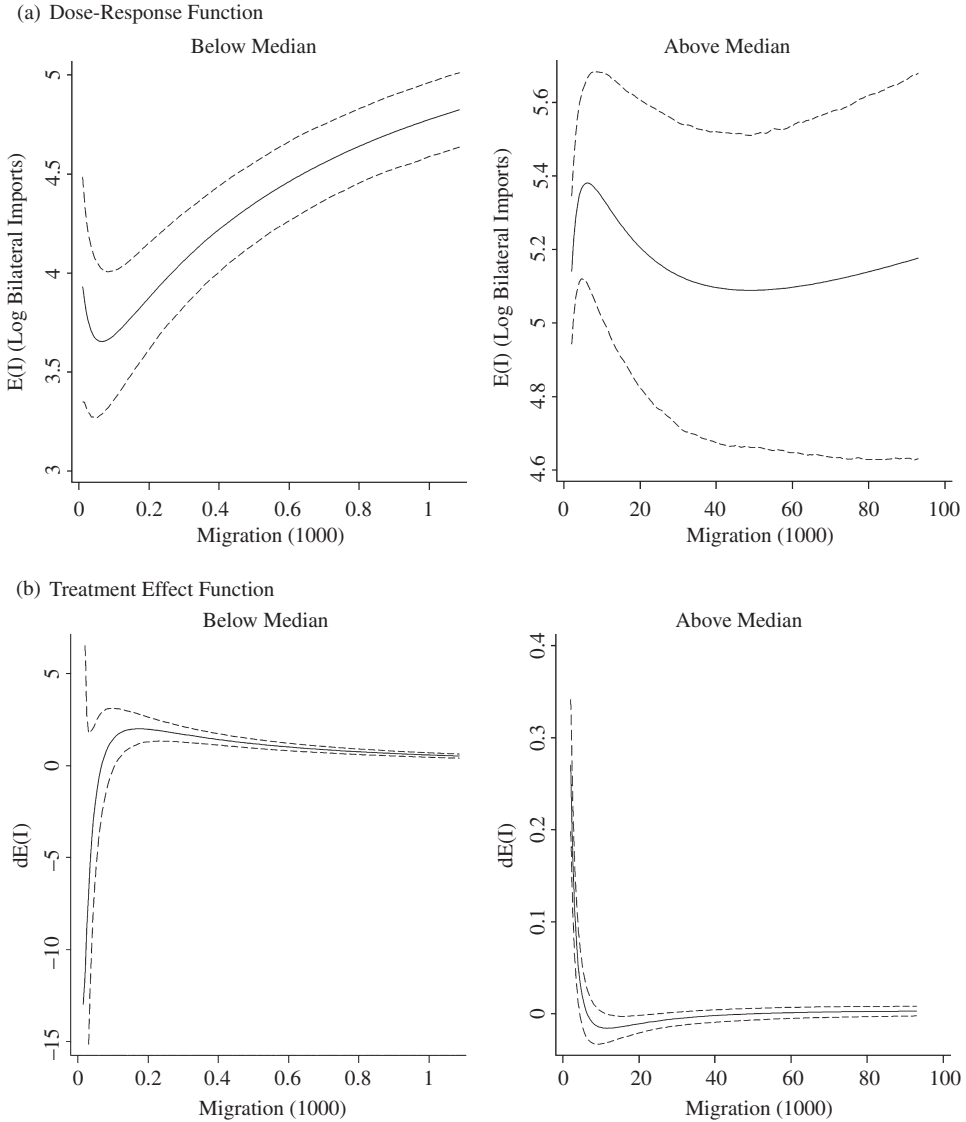 (a) Dose-Response Function
Below Median
E(I) (Log Bilateral Imports)
5
4.5
4
3.5
3
0 0.2 0.4 0.6 0.8 1
Migration (1000)
Above Median
E(I) (Log Bilateral Imports)
5.6
5.4
5.2
5
4.8
4.6
0 20 40 60 80 100
Migration (1000)
(b) Treatment Effect Function
Below Median
dE(I)
5
0
−5
−10
−15
0 0.2 0.4 0.6 0.8 1
Migration (1000)
Above Median
dE(I)
0.4
0.3
0.2
0.1
0
0 20 40 60 80 100
Migration (1000)